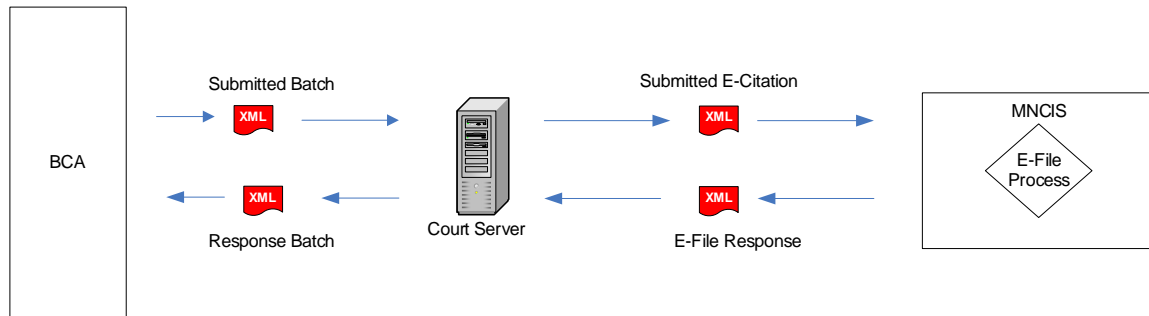 BCA
Submitted Batch
XML
XML
Response Batch
Court Server
Submitted E-Citation
XML
XML
E-File Response
MNCIS
E-File
Process